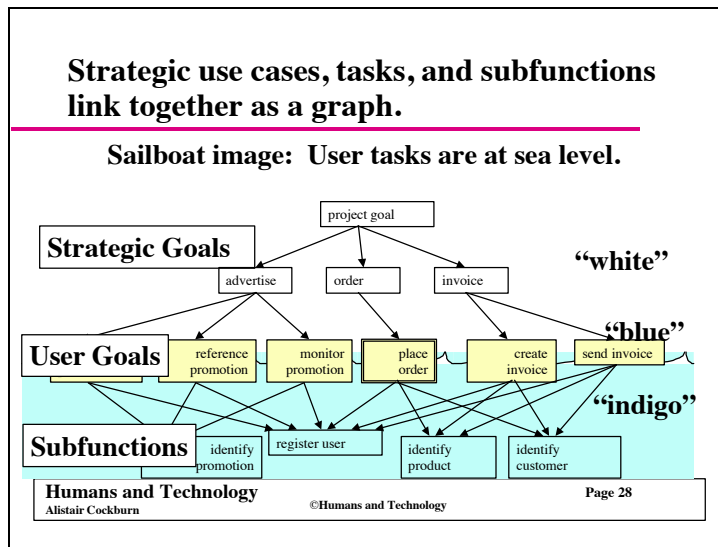 Strategic use cases, tasks, and subfunctions
link together as a graph.
Sailboat image:  User tasks are at sea level.
project goal
Strategic Goals
“white”
advertise
order
invoice
“blue”
User Goals
reference
promotion
monitor
promotion
place
order
create
invoice
send invoice
“indigo”
Subfunctions
identify
promotion
register user
identify
product
identify
customer
Humans and Technology
Alistair Cockburn
©Humans and Technology
Page 28